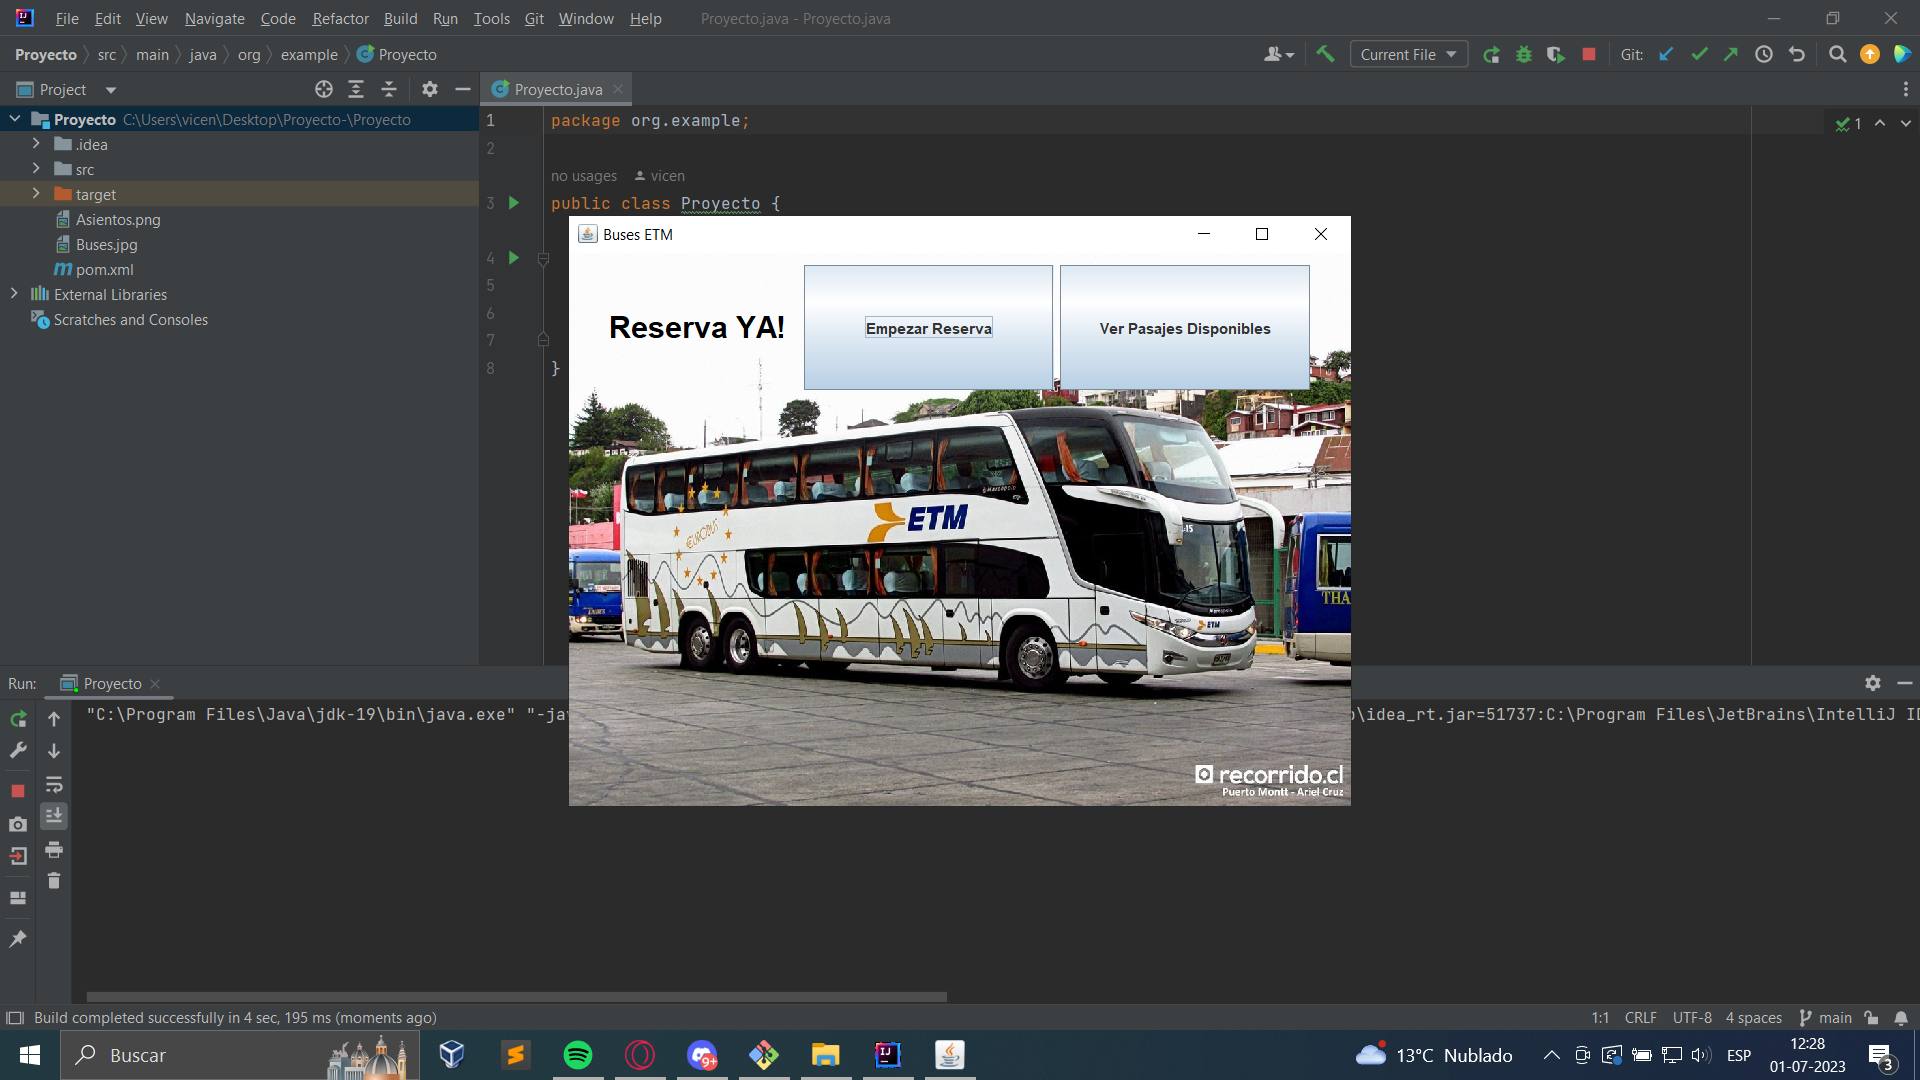 File Edit View Navigate Code Refactor Build Run Tools Git Window Help Proyecto.java - Proyecto.java
Proyecto src main java org example Proyecto Current File Git:
Project Proyecto.java
Proyecto C:\Users\vicen\Desktop\Proyecto-\Proyecto
.idea
src
target
Asientos.png
Buses.jpg
pom.xml
External Libraries
Scratches and Consoles
1 package org.example;
1
2
no usages vicen
3 public class Proyecto {
4
5
6
7
8 }
Buses ETM
Reserva YA! Empezar Reserva Ver Pasajes Disponibles
EUROBUS
ETM
ETM
THA
recorrido.cl
Puerto Montt - Ariel Cruz
Run: Proyecto
"C:\Program Files\Java\jdk-19\bin\java.exe" "-ja \idea_rt.jar=51737:C:\Program Files\JetBrains\IntelliJ ID
Build completed successfully in 4 sec, 195 ms (moments ago) 1:1 CRLF UTF-8 4 spaces main
Buscar 9+ 13°C Nublado ESP
12:28
01-07-2023
3